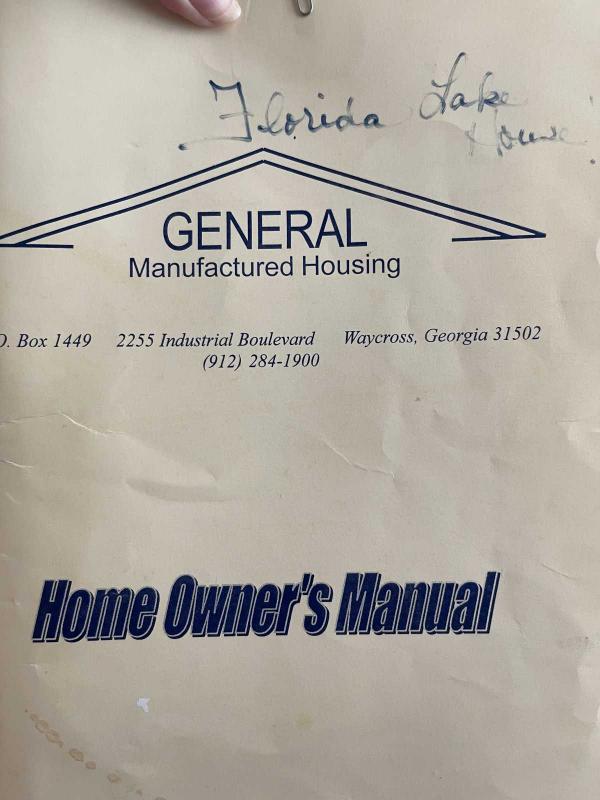 Florida Lake
House
GENERAL
Manufactured Housing
O. Box 1449 2255 Industrial Boulevard Waycross, Georgia 31502
(912) 284-1900
Home Owner's Manual